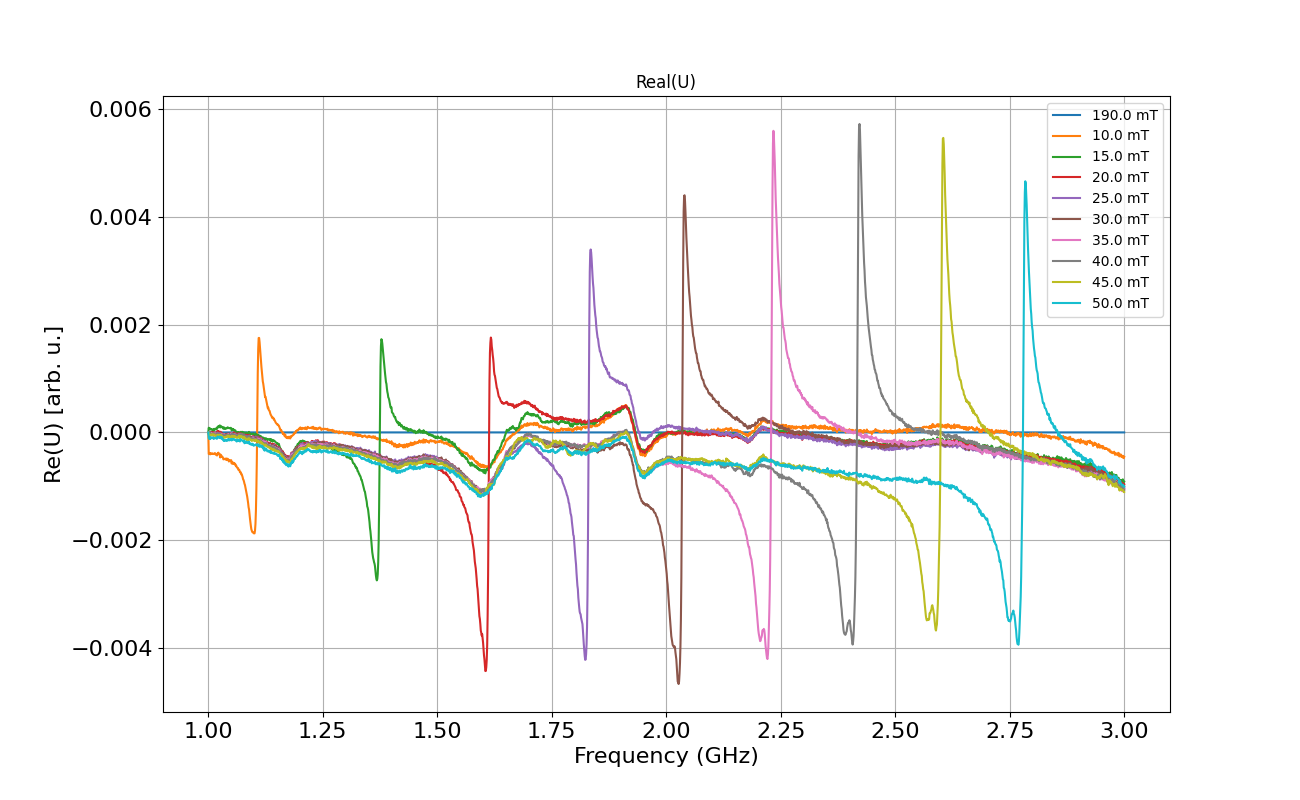 Real(U)
0.006
0.004
0.002
0.000
−0.002
−0.004
Re(U) [arb. u.]
190.0 mT
10.0 mT
15.0 mT
20.0 mT
25.0 mT
30.0 mT
35.0 mT
40.0 mT
45.0 mT
50.0 mT
1.00 1.25 1.50 1.75 2.00 2.25 2.50 2.75 3.00
Frequency (GHz)